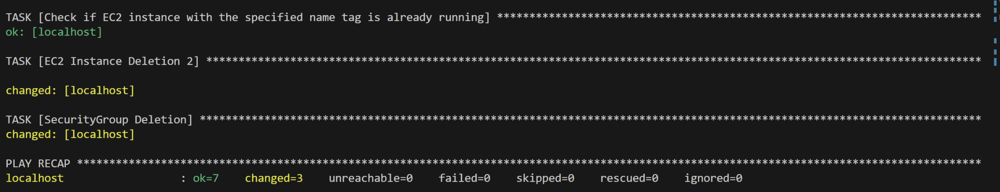 TASK [Check if EC2 instance with the specified name tag is already running] ***************************************************************************
ok: [localhost]
TASK [EC2 Instance Deletion 2] ************************************************************************************************************************
changed: [localhost]
TASK [SecurityGroup Deletion] *************************************************************************************************************************
changed: [localhost]
PLAY RECAP ********************************************************************************************************************************************
localhost                  : ok=7    changed=3    unreachable=0    failed=0    skipped=0    rescued=0    ignored=0